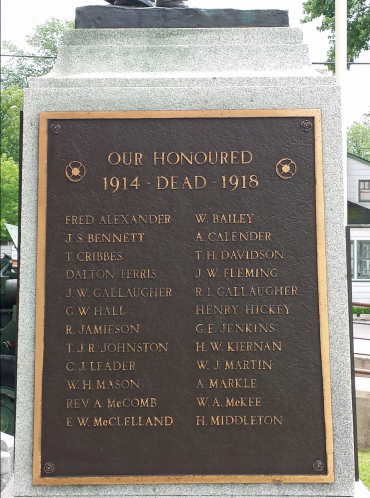 OUR HONOURED
1914 - DEAD - 1918
FRED ALEXANDER W. BAILEY
J. S. BENNETT A. CALENDER
T. CRIBBES T. H. DAVIDSON
DALTON FERRIS J. W. FLEMING
J. W. GALLAUGHER R. I. GALLAUGHER
G. W. HALL HENRY HICKEY
R. JAMIESON G. E. JENKINS
T. J. R. JOHNSTON H. W. KIERNAN
C. J. LEADER W. J. MARTIN
W. H. MASON A. MARKLE
REV. A. McCOMB W. A. McKEE
E. W. McCLELLAND H. MIDDLETON